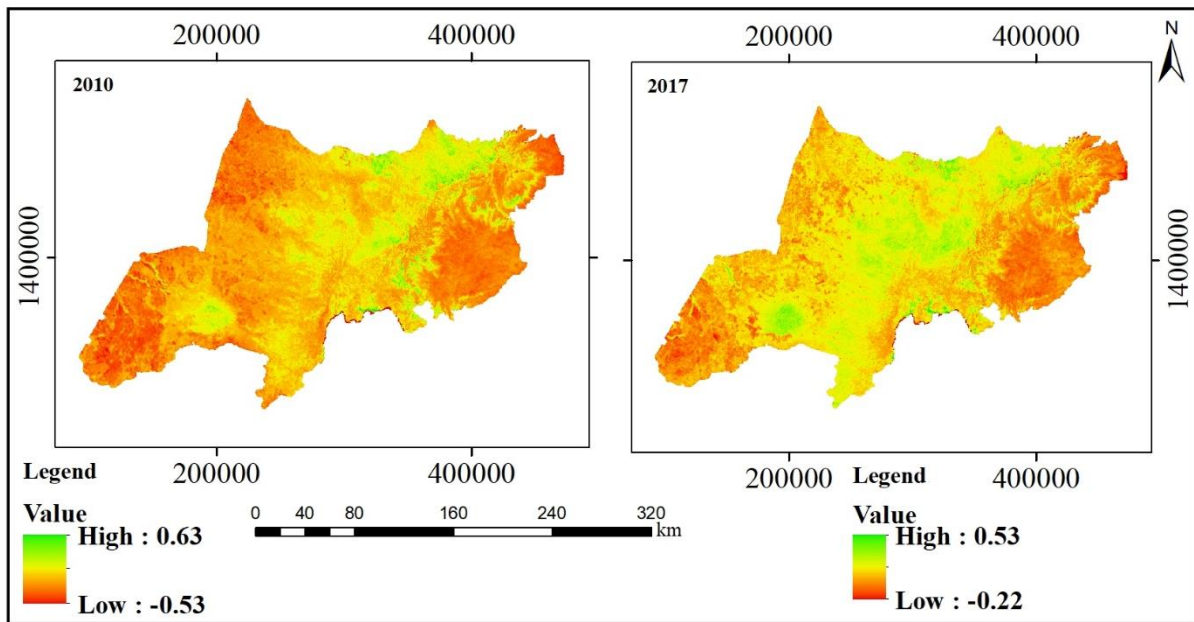 N
200000 400000
200000 400000
2010
2017
1400000
1400000
200000 400000
200000 400000
Legend
Value
High : 0.63
Low : -0.53
0 20 40 80 160 240 320
km
Legend
Value
High : 0.53
Low : -0.22